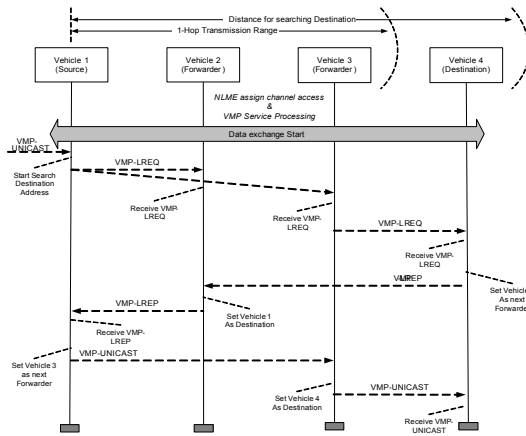 Distance for searching Destination
1-Hop Transmission Range
Vehicle 1
(Source)
Vehicle 2
(Forwarder)
Vehicle 3
(Forwarder)
Vehicle 4
(Destination)
NLME assign channel access
&
VMP Service Processing
Data exchange Start
VMP-
UNICAST
Start Search
Destination
Address
VMP-LREQ
Receive VMP-
LREQ
Receive VMP-
LREQ
VMP-LREQ
Receive VMP-
LREQ
Set Vehicle
As next
Forwarder
VMP-LREP
Set Vehicle 1
As Destination
Receive VMP-
LREP
Set Vehicle 3
as next
Forwarder
VMP-UNICAST
Set Vehicle 4
As Destination
VMP-UNICAST
Receive VMP-
UNICAST